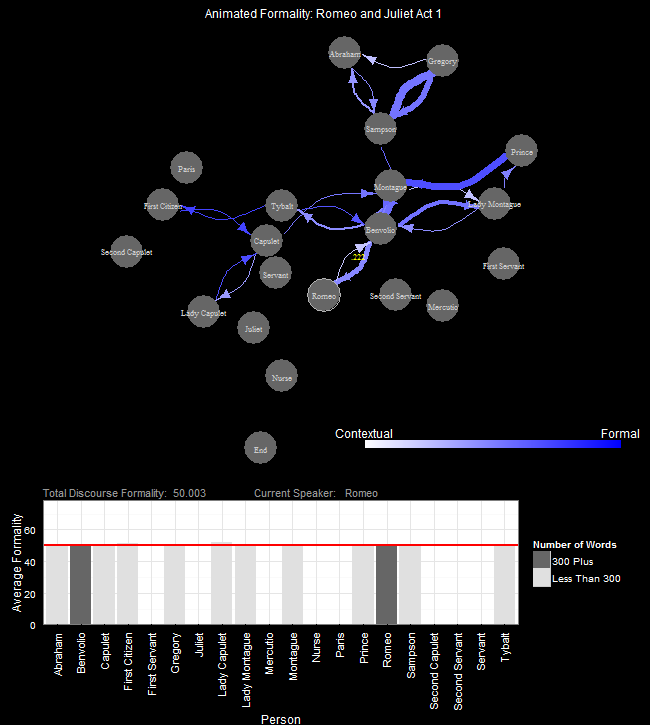 Animated Formality: Romeo and Juliet Act 1
Abraham
Gregory
Sampson
Prince
Paris
Montague
First Citizen
Tybalt
Lady Montague
Benvolio
Capulet
Second Capulet
.222
First Servant
Servant
Romeo
Second Servant
Mercutio
Lady Capulet
Juliet
Nurse
Contextual
Formal
End
Total Discourse Formality: 50.003
Current Speaker: Romeo
Average Formality
60
40
20
0
Number of Words
300 Plus
Less Than 300
Abraham
Benvolio
Capulet
First Citizen
First Servant
Gregory
Juliet
Lady Capulet
Lady Montague
Mercutio
Montague
Nurse
Paris
Prince
Romeo
Sampson
Second Capulet
Second Servant
Servant
Tybalt
Person